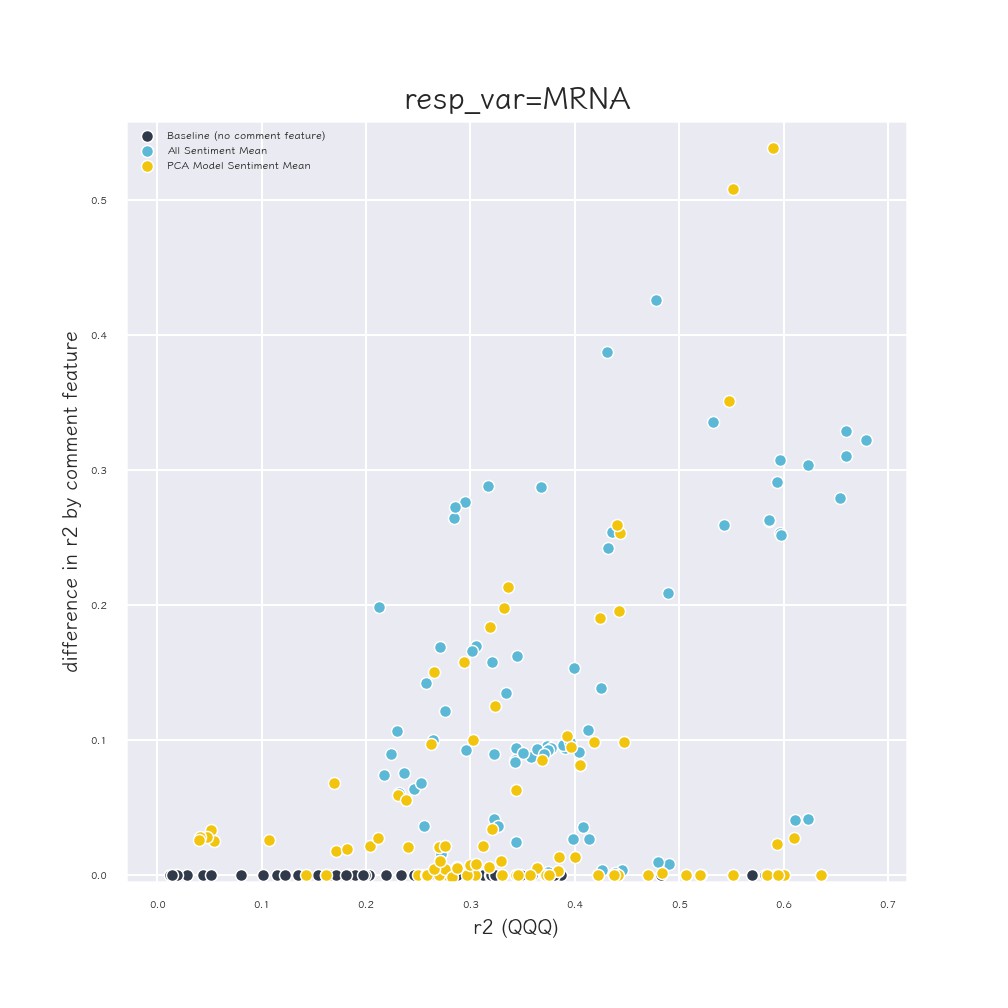 resp_var=MRNA
Baseline (no comment feature)
All Sentiment Mean
PCA Model Sentiment Mean
difference in r2 by comment feature
0.5
0.4
0.3
0.2
0.1
0.0
0.0 0.1 0.2 0.3 0.4 0.5 0.6 0.7
r2 (QQQ)